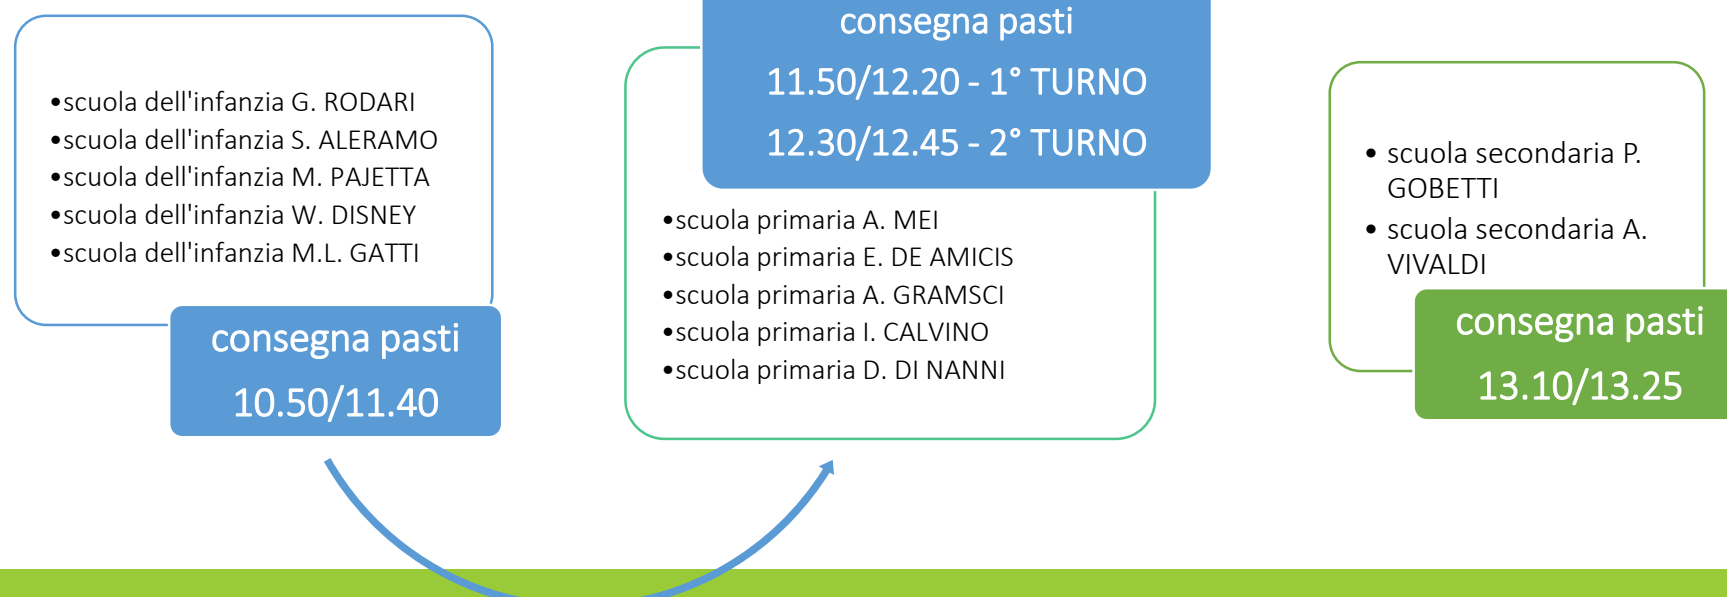 •scuola dell'infanzia G. RODARI
•scuola dell'infanzia S. ALERAMO
•scuola dell'infanzia M. PAJETTA
•scuola dell'infanzia W. DISNEY
•scuola dell'infanzia M.L. GATTI
consegna pasti
10.50/11.40
consegna pasti
11.50/12.20 - 1° TURNO
12.30/12.45 - 2° TURNO
•scuola primaria A. MEI
•scuola primaria E. DE AMICIS
•scuola primaria A. GRAMSCI
•scuola primaria I. CALVINO
•scuola primaria D. DI NANNI
• scuola secondaria P.
GOBETTI
• scuola secondaria A.
VIVALDI
consegna pasti
13.10/13.25